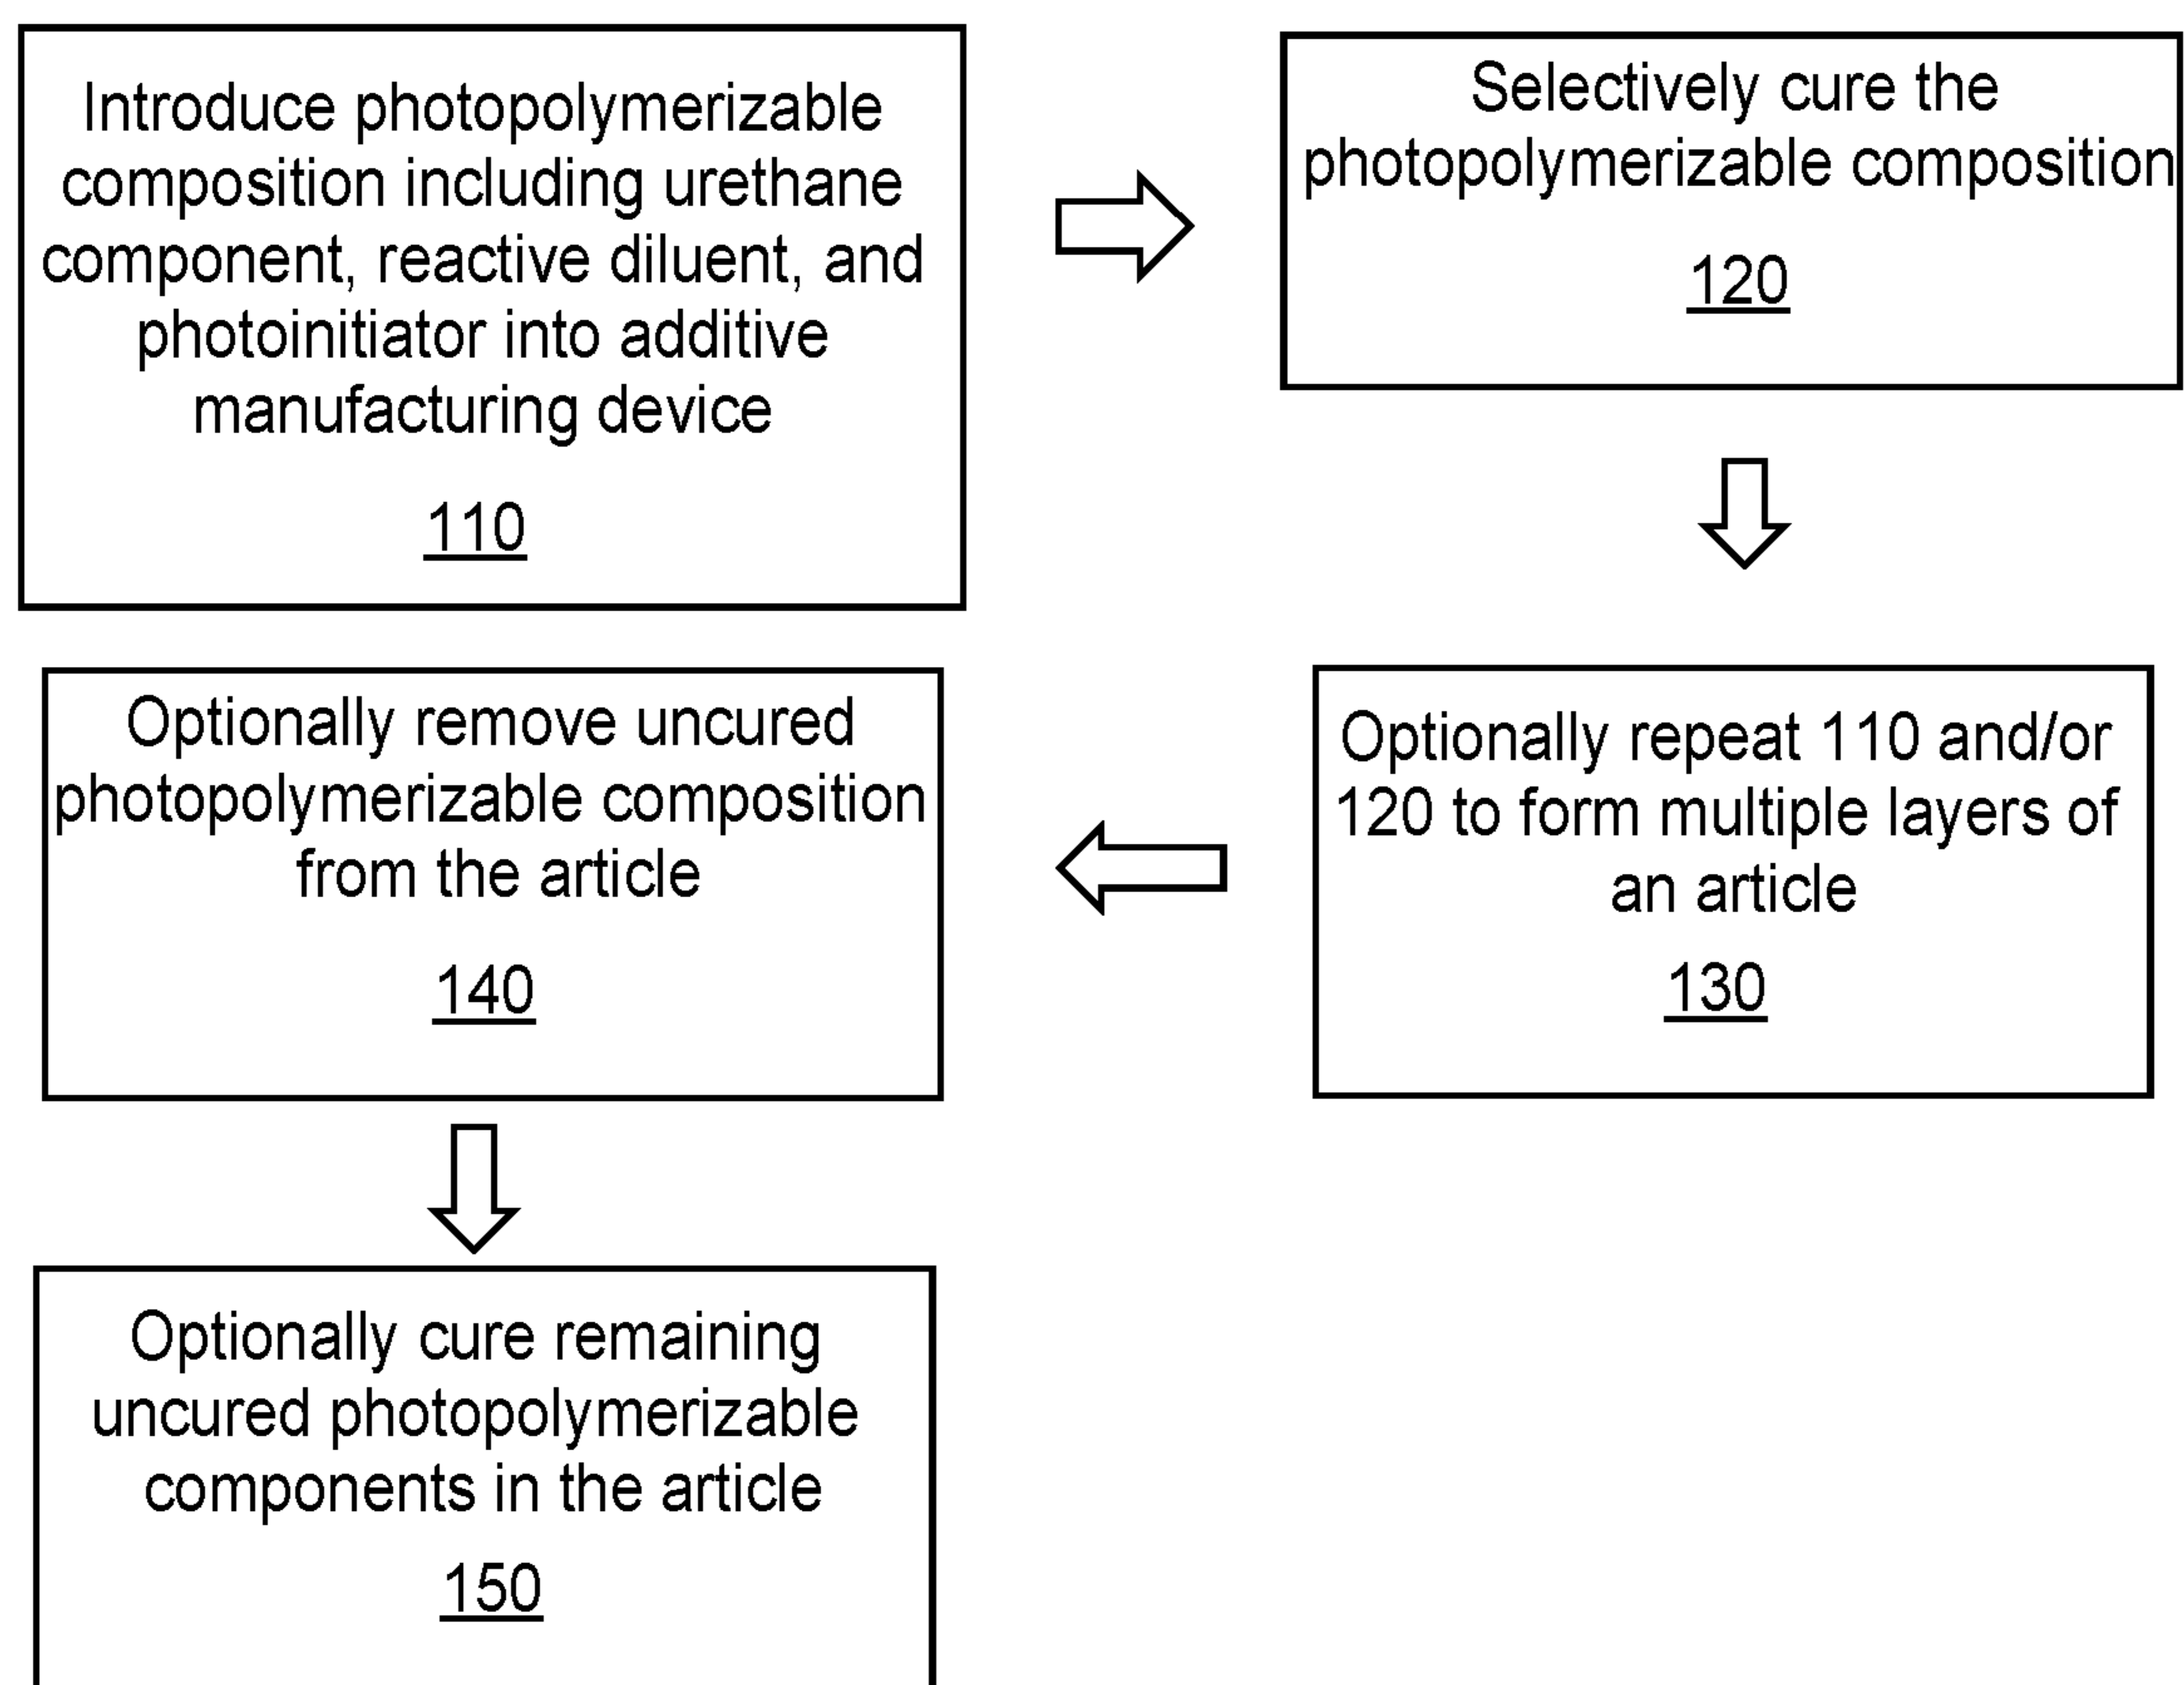 Introduce photopolymerizable
composition including urethane
component, reactive diluent, and
photoinitiator into additive
manufacturing device
110
Selectively cure the
photopolymerizable composition
120
Optionally repeat 110 and/or
120 to form multiple layers of
an article
130
Optionally remove uncured
photopolymerizable composition
from the article
140
Optionally cure remaining
uncured photopolymerizable
components in the article
150